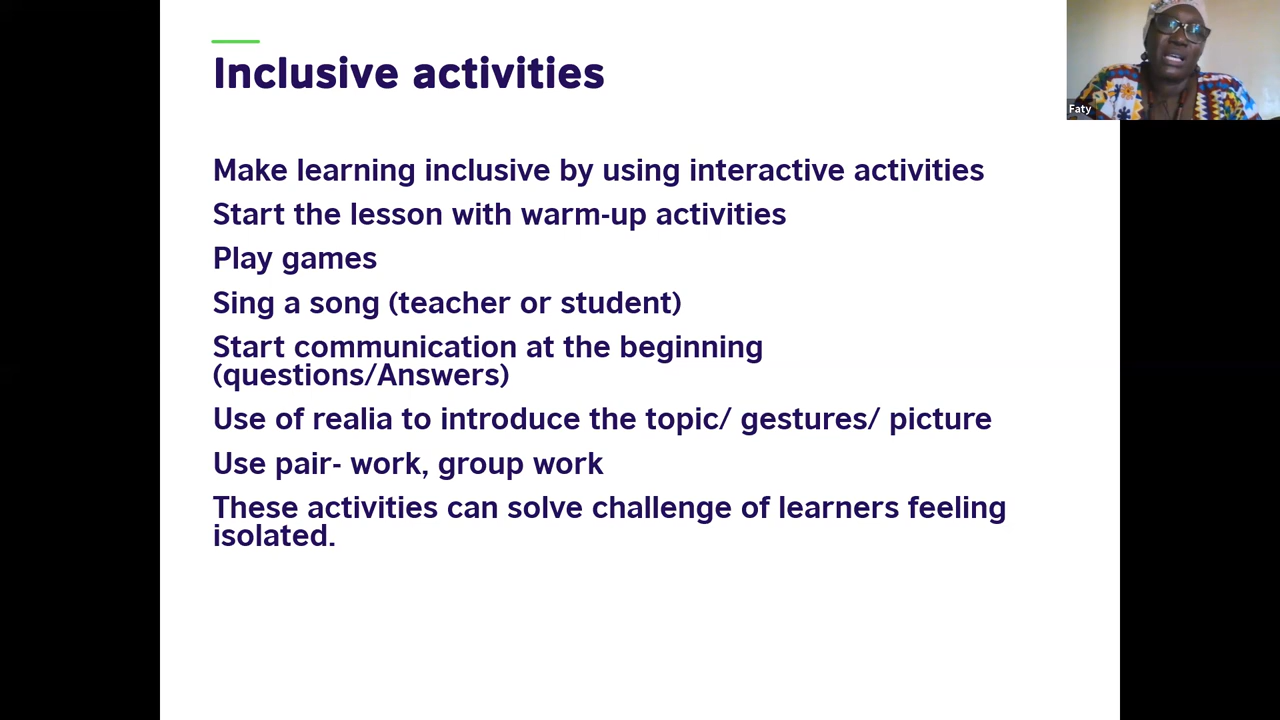 Inclusive activities
Faty
Make learning inclusive by using interactive activities
Start the lesson with warm-up activities
Play games
Sing a song (teacher or student)
Start communication at the beginning
(questions/Answers)
Use of realia to introduce the topic/ gestures/ picture
Use pair- work, group work
These activities can solve challenge of learners feeling
isolated.